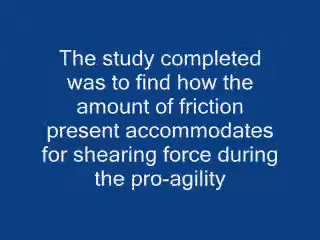 The study completed
was to find how the
amount of friction
present accommodates
for shearing force during
the pro-agility